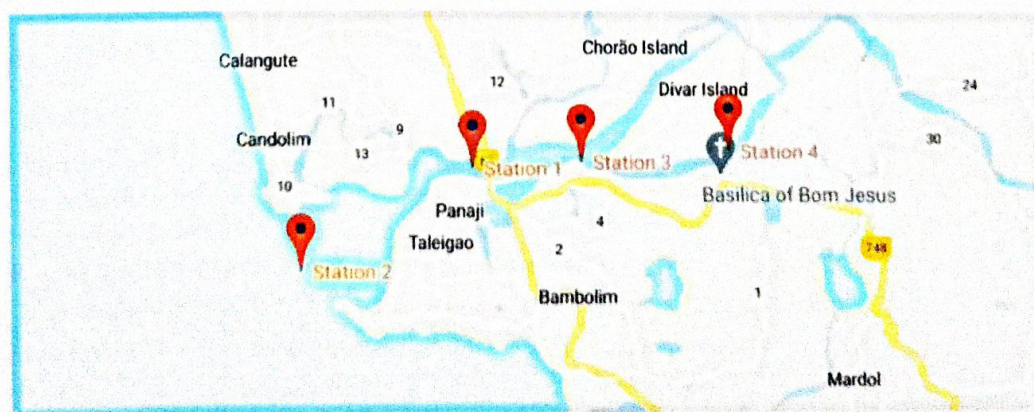 Chorão Island
Calangute
12
24
Divar Island
11
9
Candolim
13
30
Station 1
Station 3
Station 4
10
Basilica of Bom Jesus
Panaji
4
Taleigao
2
748
Station 2
Bambolim
1
Mardol